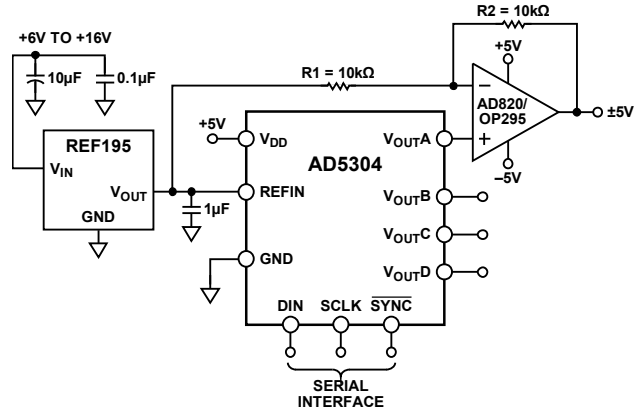 R2 = 10kΩ
+6V TO +16V
+5V
10µF
0.1µF
R1 = 10kΩ
−
AD820/
OP295
±5V
+
−5V
REF195
VIN
VOUT
GND
1µF
+5V
VDD
AD5304
REFIN
GND
VOUTA
VOUTB
VOUTC
VOUTD
DIN SCLK SYNC
SERIAL
INTERFACE